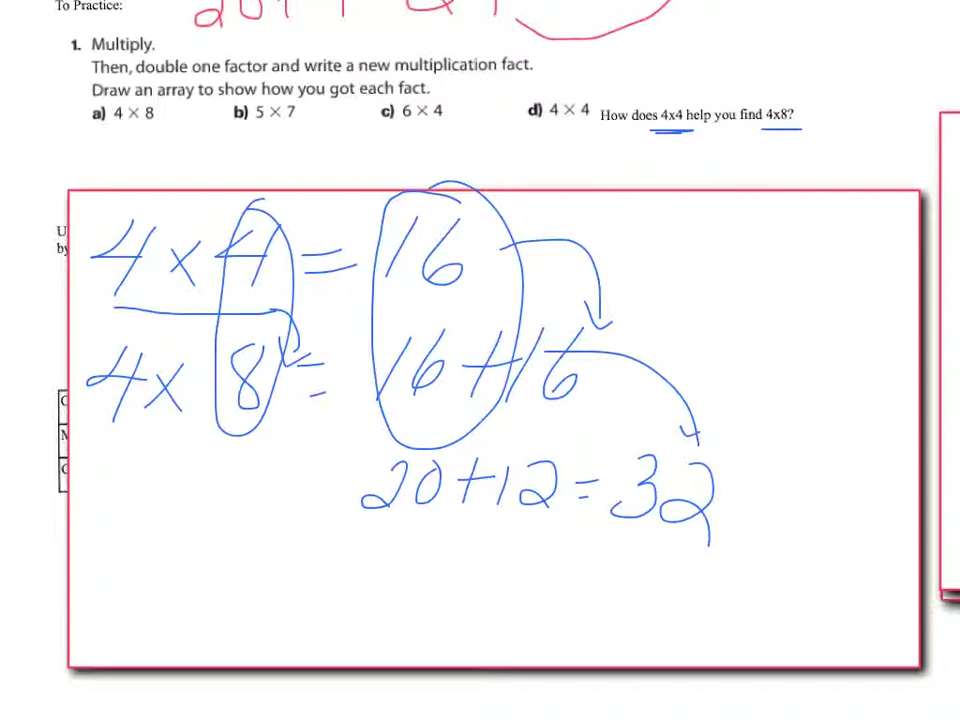 To Practice:
1. Multiply.
Then, double one factor and write a new multiplication fact.
Draw an array to show how you got each fact.
a) 4 × 8 b) 5 × 7 c) 6 × 4 d) 4 × 4 How does 4x4 help you find 4x8?
U
by
4 x 4 = 16
4 x 8 = 16 + 16
20 + 12 = 32
C
M